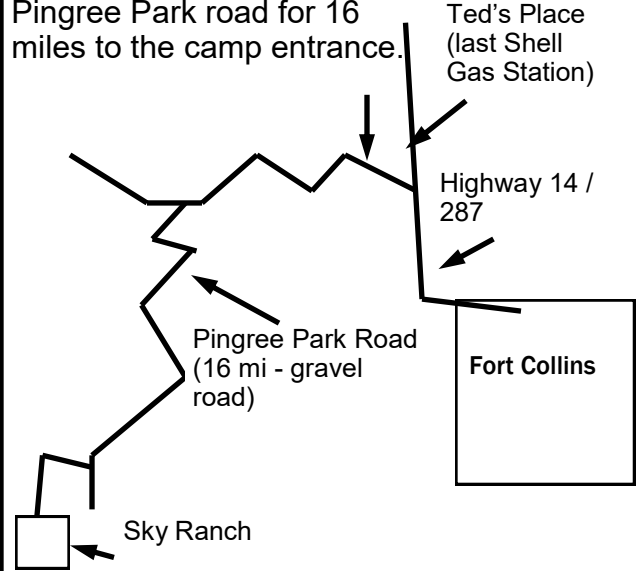 Pingree Park road for 16
miles to the camp entrance.
Ted's Place
(last Shell
Gas Station)
Highway 14 /
287
Pingree Park Road
(16 mi - gravel
road)
Fort Collins
Sky Ranch